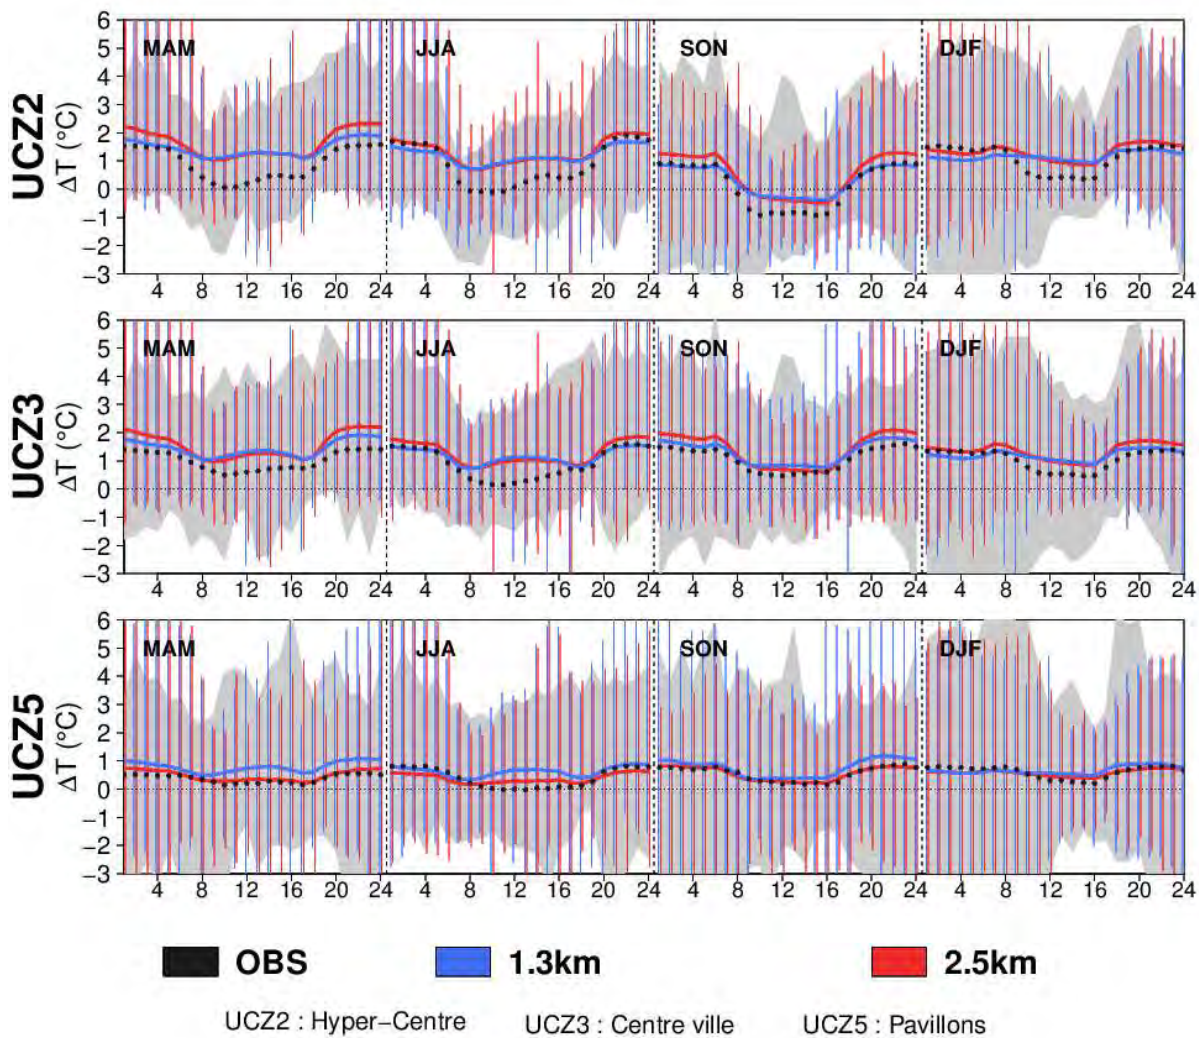 UCZ2
ΔT (°C)
6
5
4
3
2
1
0
−1
−2
−3
MAM
JJA
SON
DJF
4 8 12 16 20 24 4 8 12 16 20 24 4 8 12 16 20 24 4 8 12 16 20 24
UCZ3
ΔT (°C)
6
5
4
3
2
1
0
−1
−2
−3
MAM
JJA
SON
DJF
4 8 12 16 20 24 4 8 12 16 20 24 4 8 12 16 20 24 4 8 12 16 20 24
UCZ5
ΔT (°C)
6
5
4
3
2
1
0
−1
−2
−3
MAM
JJA
SON
DJF
4 8 12 16 20 24 4 8 12 16 20 24 4 8 12 16 20 24 4 8 12 16 20 24
OBS
1.3km
2.5km
UCZ2 : Hyper−Centre
UCZ3 : Centre ville
UCZ5 : Pavillons